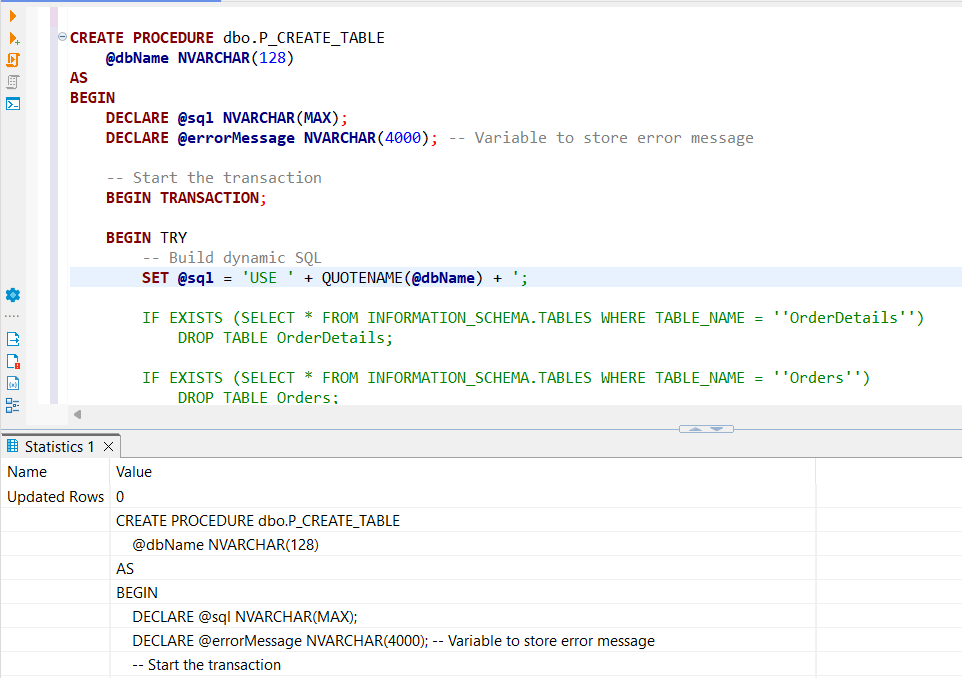 CREATE PROCEDURE dbo.P_CREATE_TABLE
@dbName NVARCHAR(128)
AS
BEGIN
DECLARE @sql NVARCHAR(MAX);
DECLARE @errorMessage NVARCHAR(4000); -- Variable to store error message
-- Start the transaction
BEGIN TRANSACTION;
BEGIN TRY
-- Build dynamic SQL
SET @sql = 'USE ' + QUOTENAME(@dbName) + ';
IF EXISTS (SELECT * FROM INFORMATION_SCHEMA.TABLES WHERE TABLE_NAME = ''OrderDetails'')
DROP TABLE OrderDetails;
IF EXISTS (SELECT * FROM INFORMATION_SCHEMA.TABLES WHERE TABLE_NAME = ''Orders'')
DROP TABLE Orders;
Statistics 1
Name Value
Updated Rows 0
CREATE PROCEDURE dbo.P_CREATE_TABLE
@dbName NVARCHAR(128)
AS
BEGIN
DECLARE @sql NVARCHAR(MAX);
DECLARE @errorMessage NVARCHAR(4000); -- Variable to store error message
-- Start the transaction